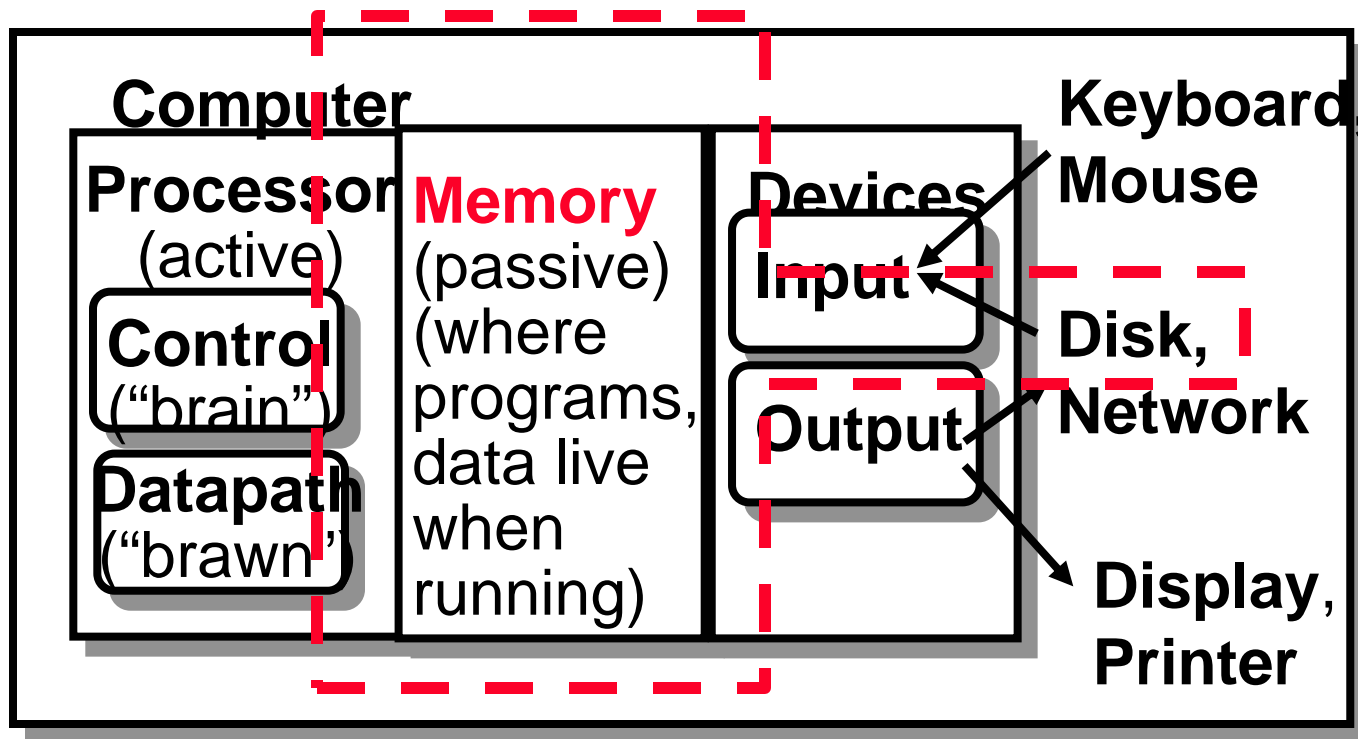 Computer
Processor
(active)
Control
(“brain”)
Datapath
(“brawn”)
Memory
(passive)
(where
programs,
data live
when
running)
Devices
Input
Output
Keyboard,
Mouse
Disk,
Network
Display,
Printer